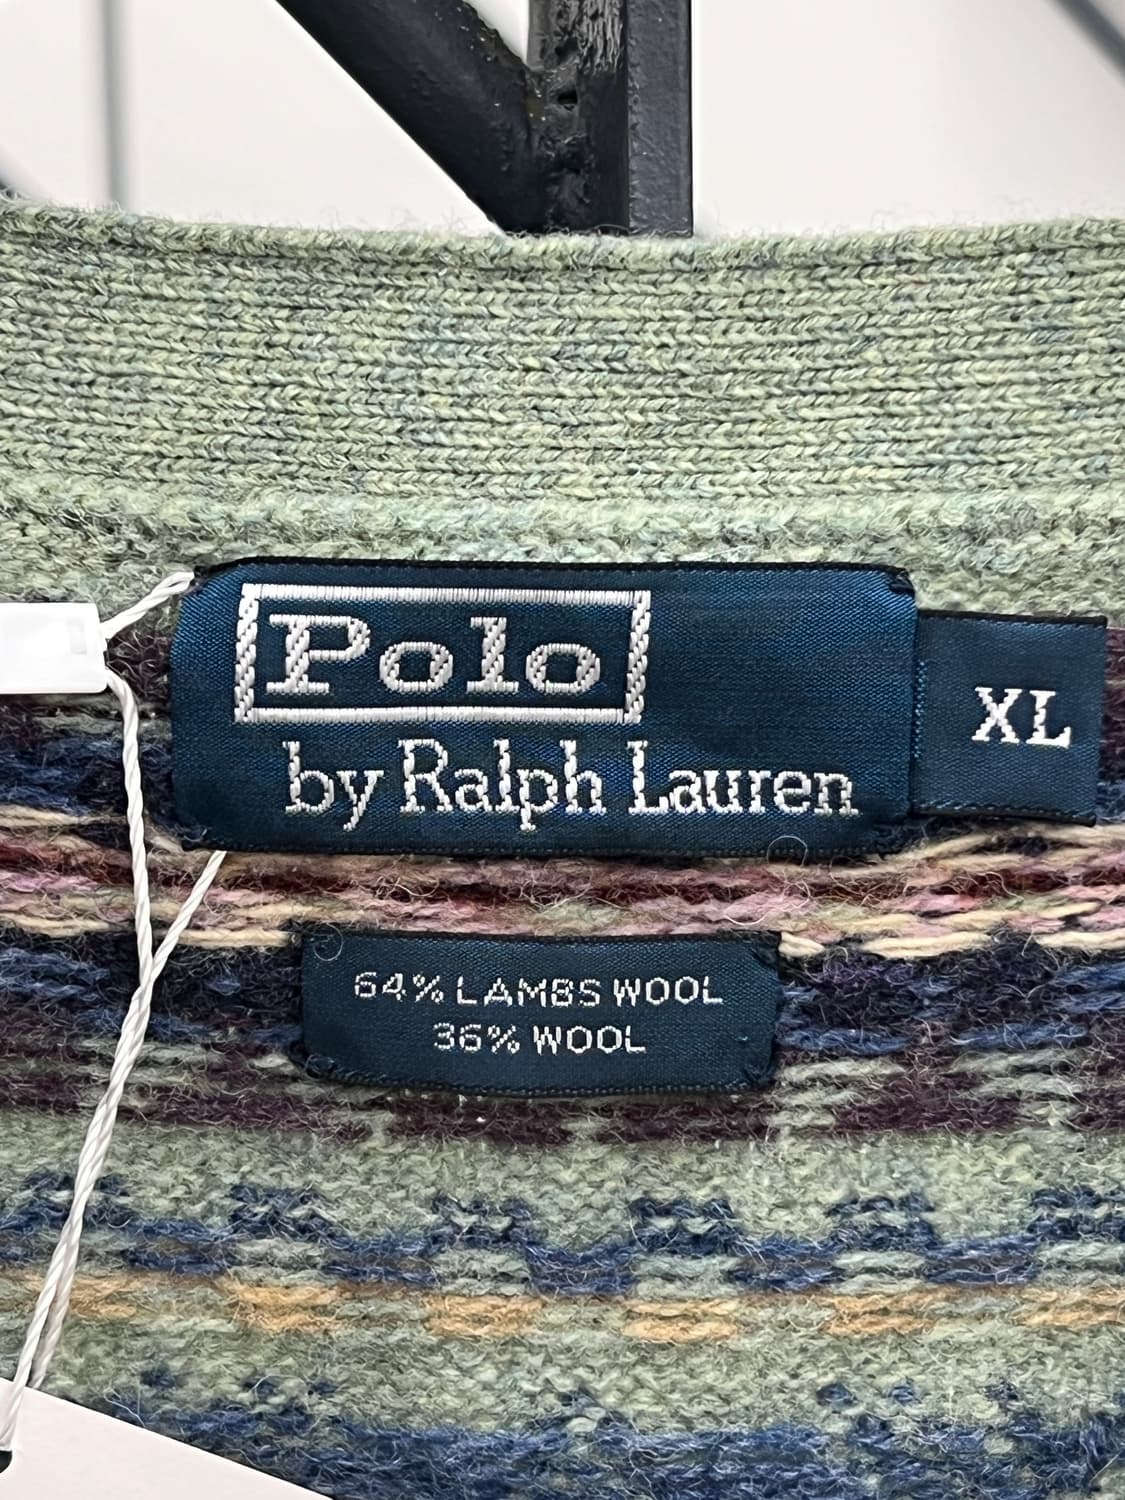 Polo
by Ralph Lauren
XL
64% LAMBS WOOL
36% WOOL